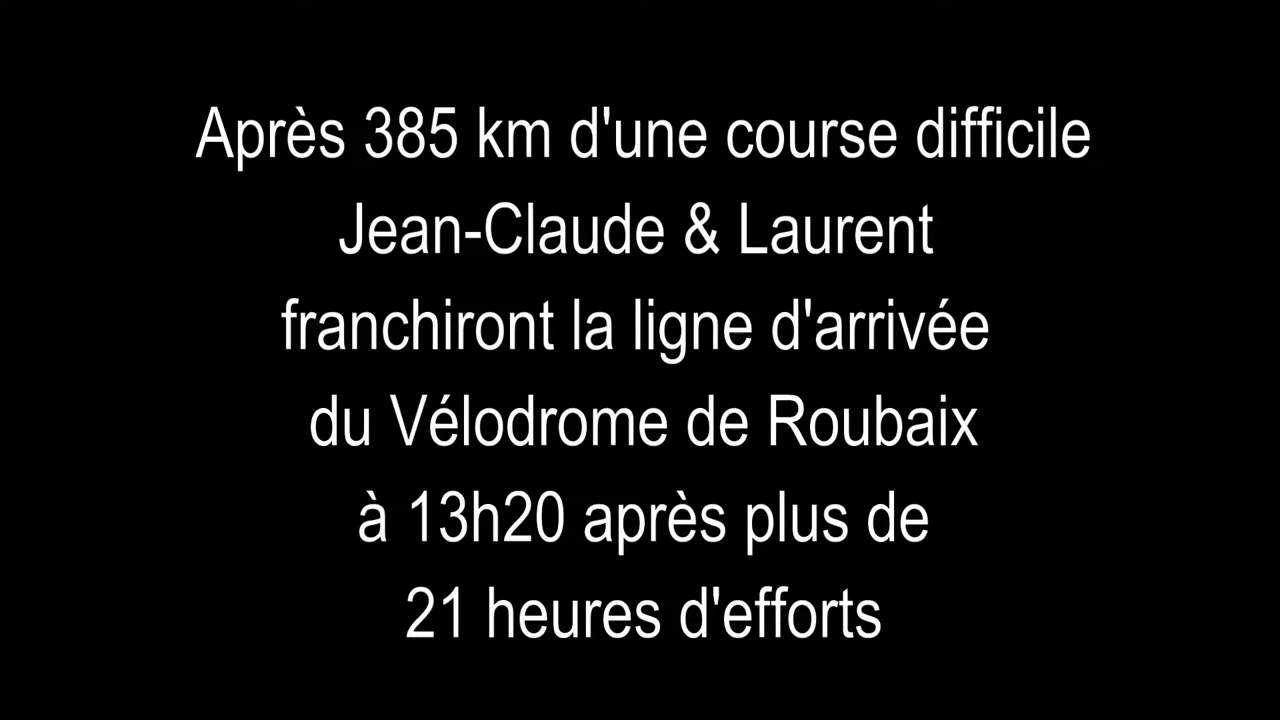 Après 385 km d'une course difficile
Jean-Claude & Laurent
franchiront la ligne d'arrivée
du Vélodrome de Roubaix
à 13h20 après plus de
21 heures d'efforts